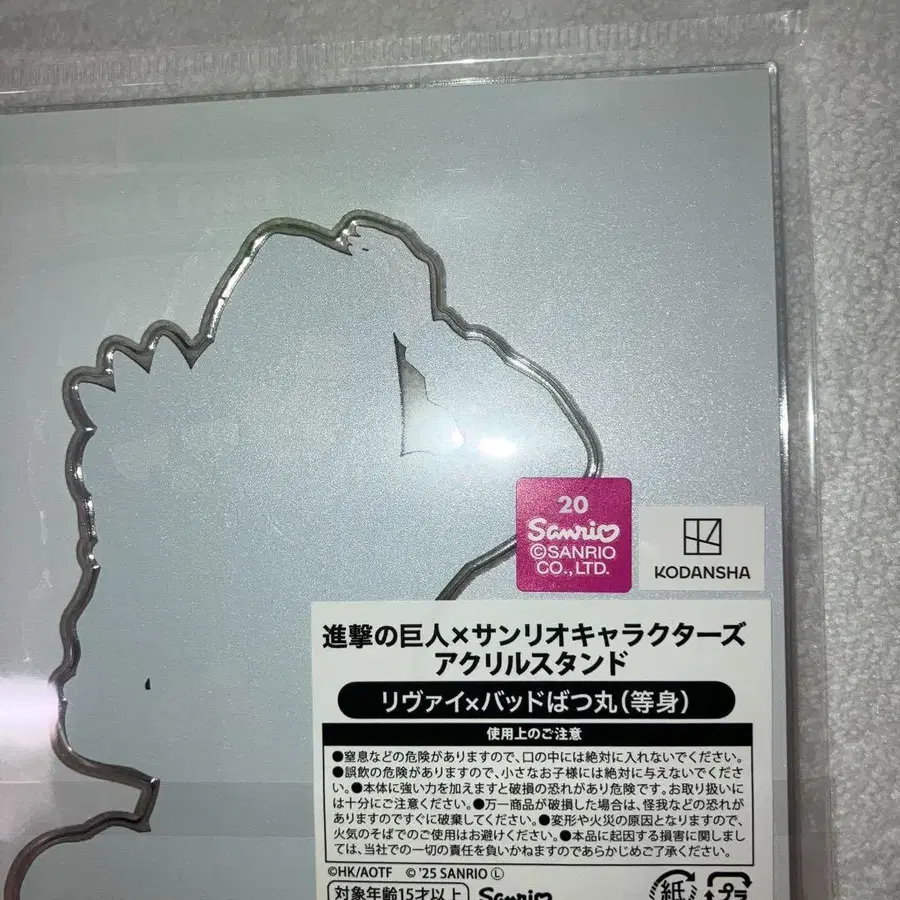 20
Sanrio
©SANRIO
CO.,LTD.
KODANSHA
進撃の巨人×サンリオキャラクターズ
アクリルスタンド
リヴァイ×バッドばつ丸(等身)
使用上のご注意
●窒息などの危険がありますので、口の中には絶対に入れないでください。
●誤飲の危険がありますので、小さなお子様には絶対に与えないでくださ
い。●本体に強い力を加えますと破損の恐れがあり危険です。お取り扱いに
は十分にご注意ください。●万一商品が破損した場合は、怪我などの恐れが
ありますのですぐに破棄してください。●変形や火災の原因となりますので、
火気のそばでのご使用はお避けください。●本品に起因する損害に関しまし
ては、当社での一切の責任を負いかねますのであらかじめご了承ください。
©HK/AOTF © '25 SANRIO Ⓛ
対象年齢15才以上 Sanrio 紙 プラ